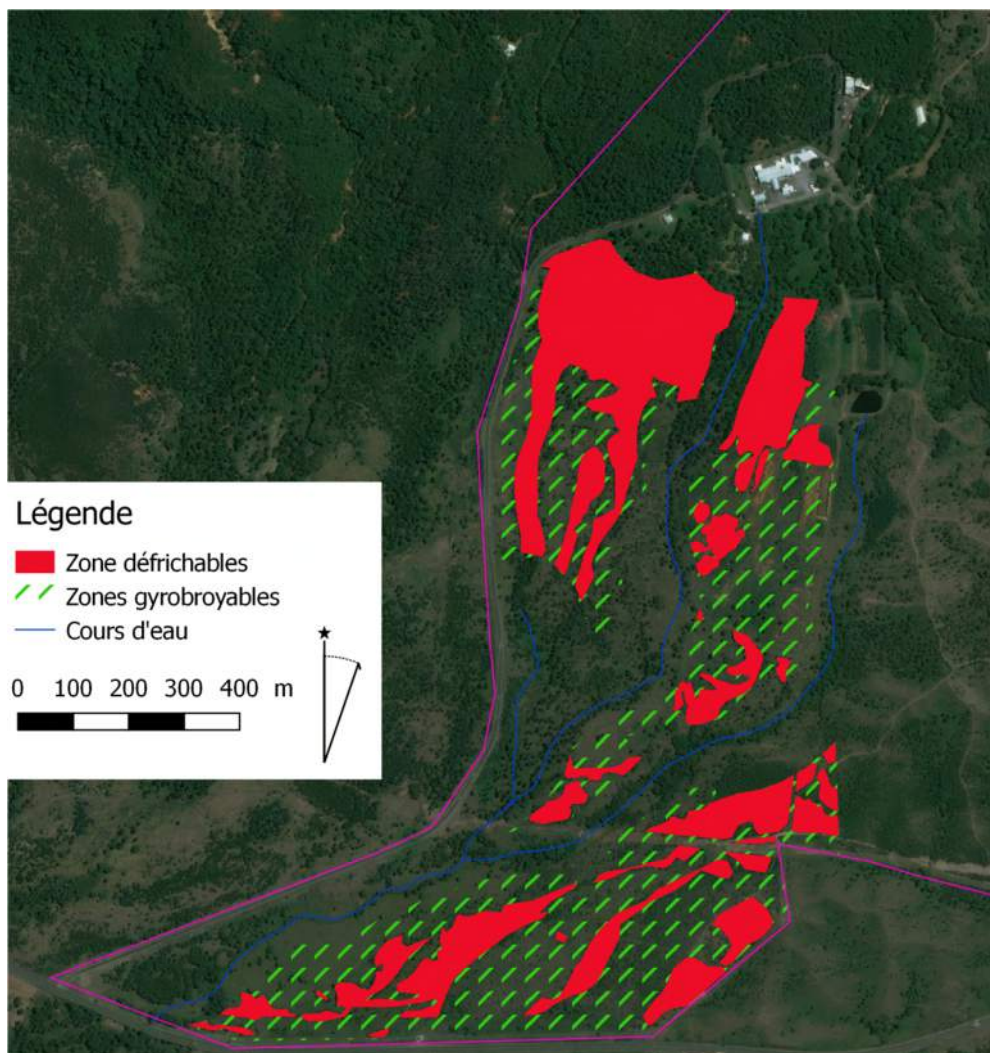 Légende
Zone défrichables
Zones gyrobroyables
Cours d'eau
0 100 200 300 400 m